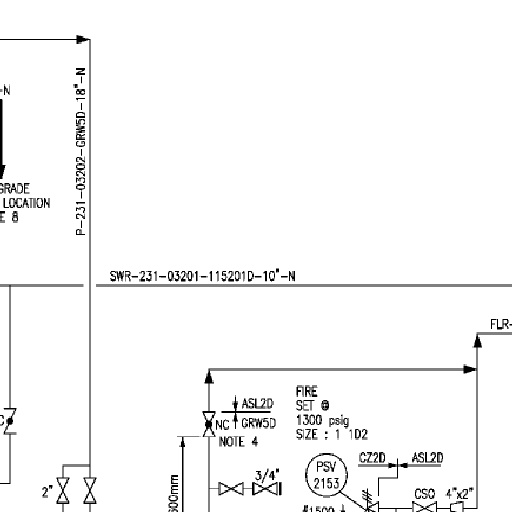 -N
P-231-03202-GRW5D-18"-N
GRADE
LOCATION
E 8
SWR-231-03201-115201D-10"-N
FLR-
ASL2D
GRW5D
NC
NOTE 4
FIRE
SET @
1300 psig
SIZE : 1 1D2
C
CZ2D
ASL2D
PSV
2153
3/4"
2"
CSO
4"x2"
300mm
#1500